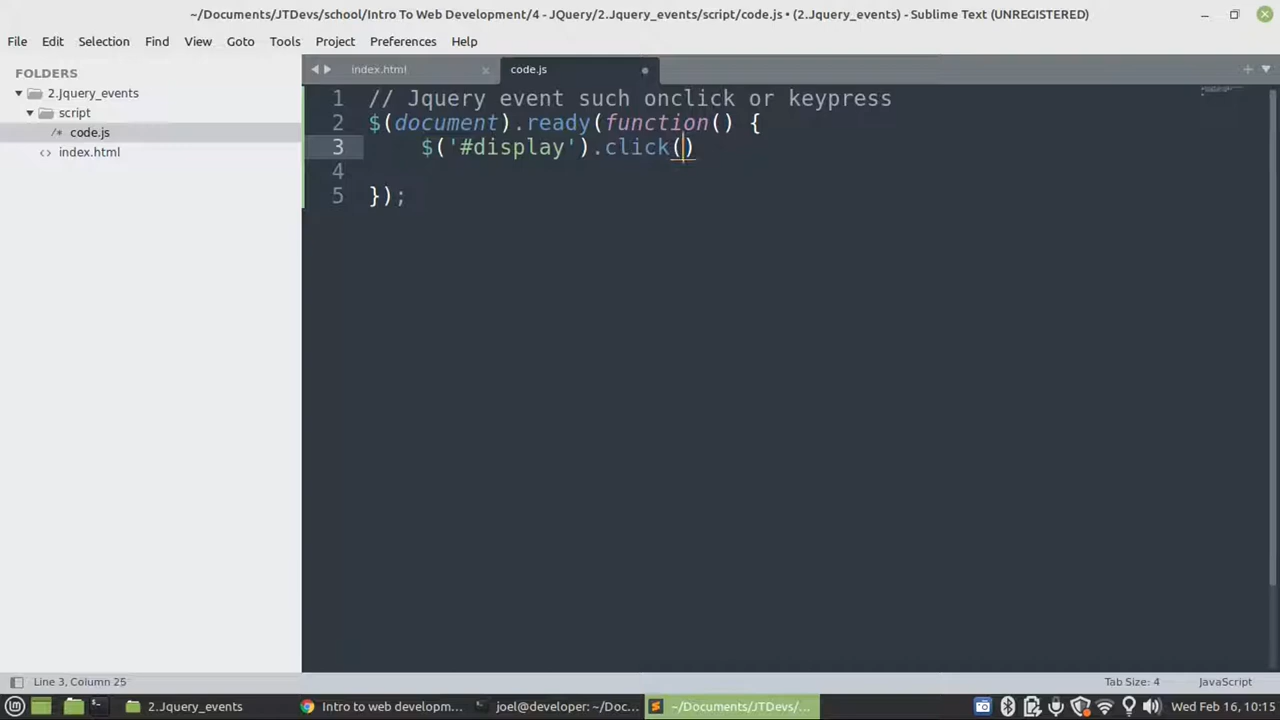 ~/Documents/JTDevs/school/Intro To Web Development/4 - JQuery/2.Jquery_events/script/code.js • (2.Jquery_events) - Sublime Text (UNREGISTERED)
File Edit Selection Find View Goto Tools Project Preferences Help
FOLDERS
2.Jquery_events
script
/* code.js
<> index.html
index.html code.js
1 // Jquery event such onclick or keypress
2 $(document).ready(function() {
3     $('#display').click()
4
5 });
Line 3, Column 25 Tab Size: 4 JavaScript
2.Jquery_events Intro to web developm... joel@developer: ~/Doc... ~/Documents/JTDevs/... Wed Feb 16, 10:15